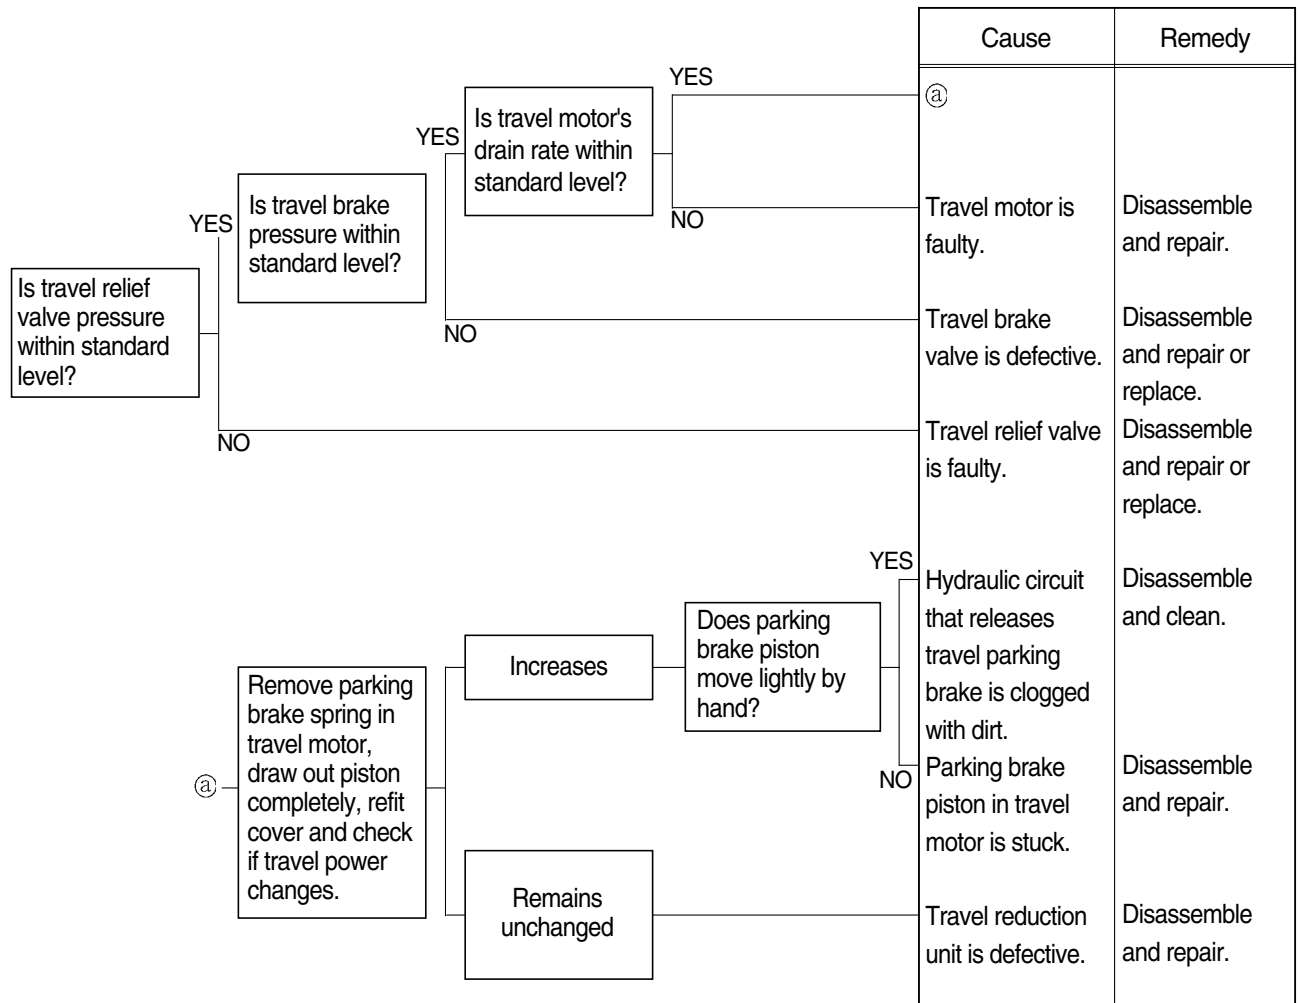 Cause
Remedy
YES
ⓐ
Is travel motor's
drain rate within
standard level?
YES
NO
Travel motor is
faulty.
Disassemble
and repair.
Is travel brake
pressure within
standard level?
YES
NO
Travel brake
valve is defective.
Disassemble
and repair or
replace.
Is travel relief
valve pressure
within standard
level?
NO
Travel relief valve
is faulty.
Disassemble
and repair or
replace.
ⓐ
Remove parking
brake spring in
travel motor,
draw out piston
completely, refit
cover and check
if travel power
changes.
Increases
Does parking
brake piston
move lightly by
hand?
YES
Hydraulic circuit
that releases
travel parking
brake is clogged
with dirt.
Disassemble
and clean.
NO
Parking brake
piston in travel
motor is stuck.
Disassemble
and repair.
Remains
unchanged
Travel reduction
unit is defective.
Disassemble
and repair.